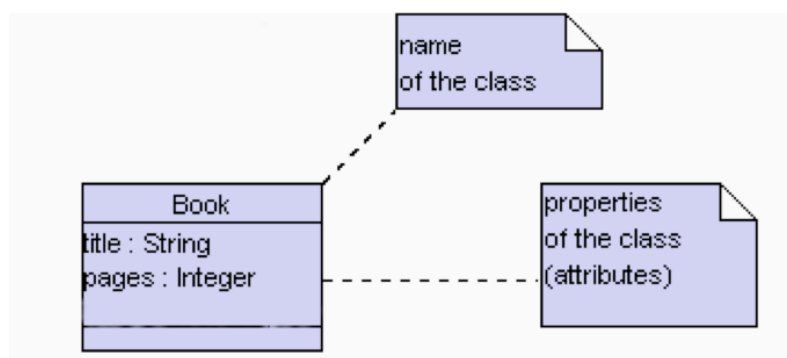 name
of the class
Book
title : String
pages : Integer
properties
of the class
(attributes)